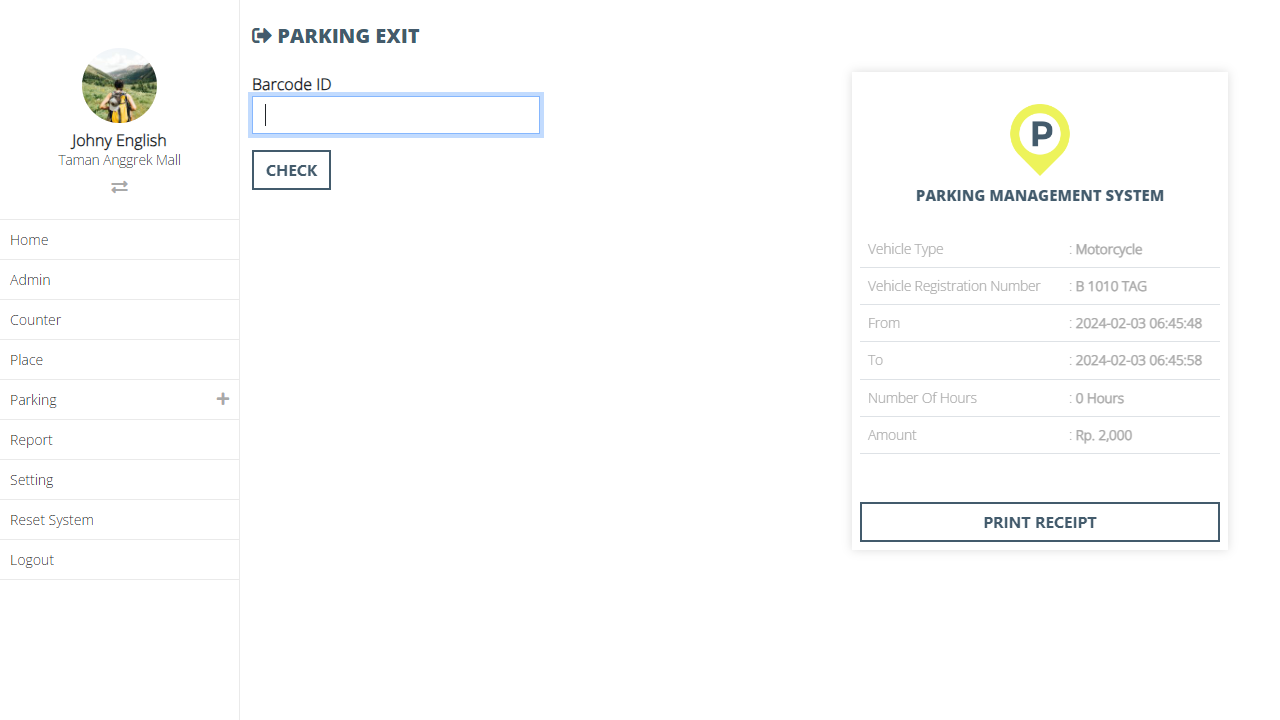 Johny English
Taman Anggrek Mall
Home
Admin
Counter
Place
Parking
Report
Setting
Reset System
Logout
PARKING EXIT
Barcode ID
CHECK
P
PARKING MANAGEMENT SYSTEM
Vehicle Type : Motorcycle
Vehicle Registration Number : B 1010 TAG
From : 2024-02-03 06:45:48
To : 2024-02-03 06:45:58
Number Of Hours : 0 Hours
Amount : Rp. 2,000
PRINT RECEIPT